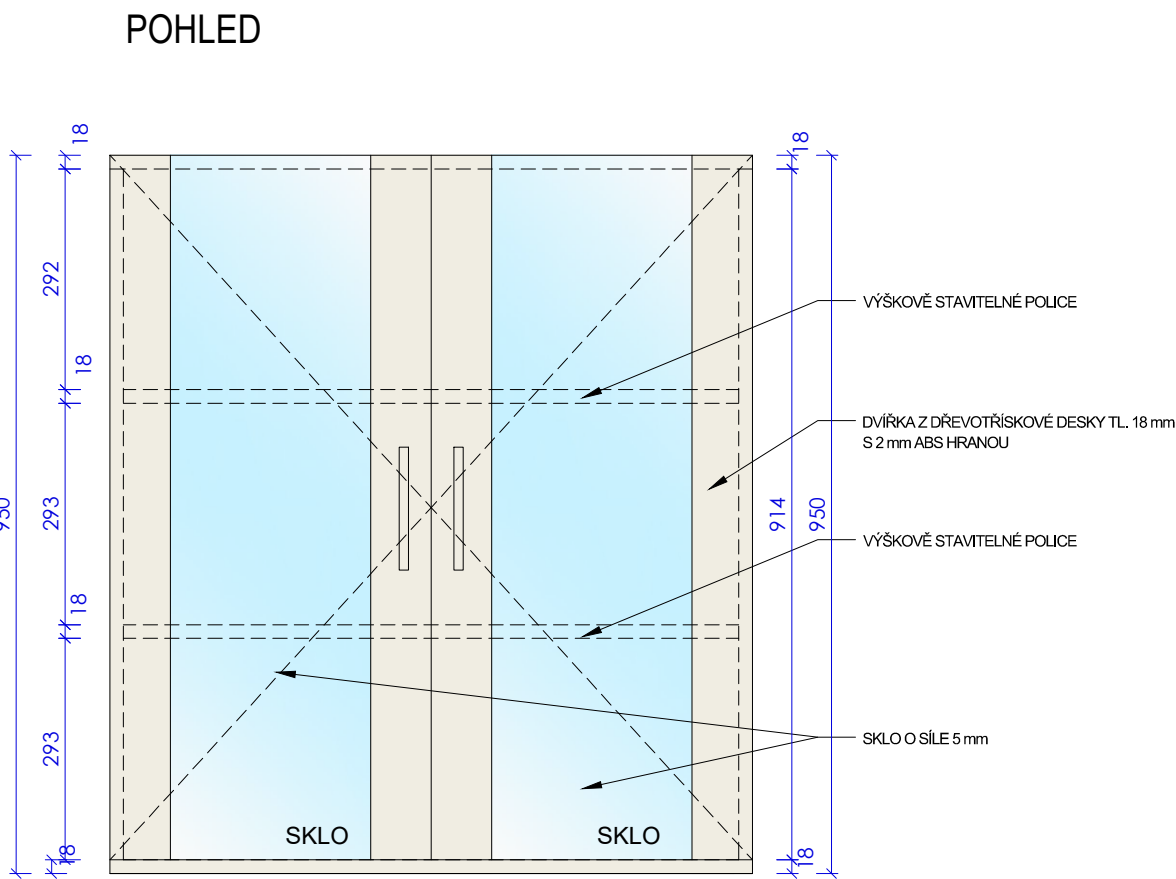 POHLED
18
292
18
293
18
293
18
950
18
914
950
18
VÝŠKOVĚ STAVITELNÉ POLICE
DVÍŘKA Z DŘEVOTŘÍSKOVÉ DESKY TL. 18 mm
S 2 mm ABS HRANOU
VÝŠKOVĚ STAVITELNÉ POLICE
SKLO O SÍLE 5 mm
SKLO
SKLO